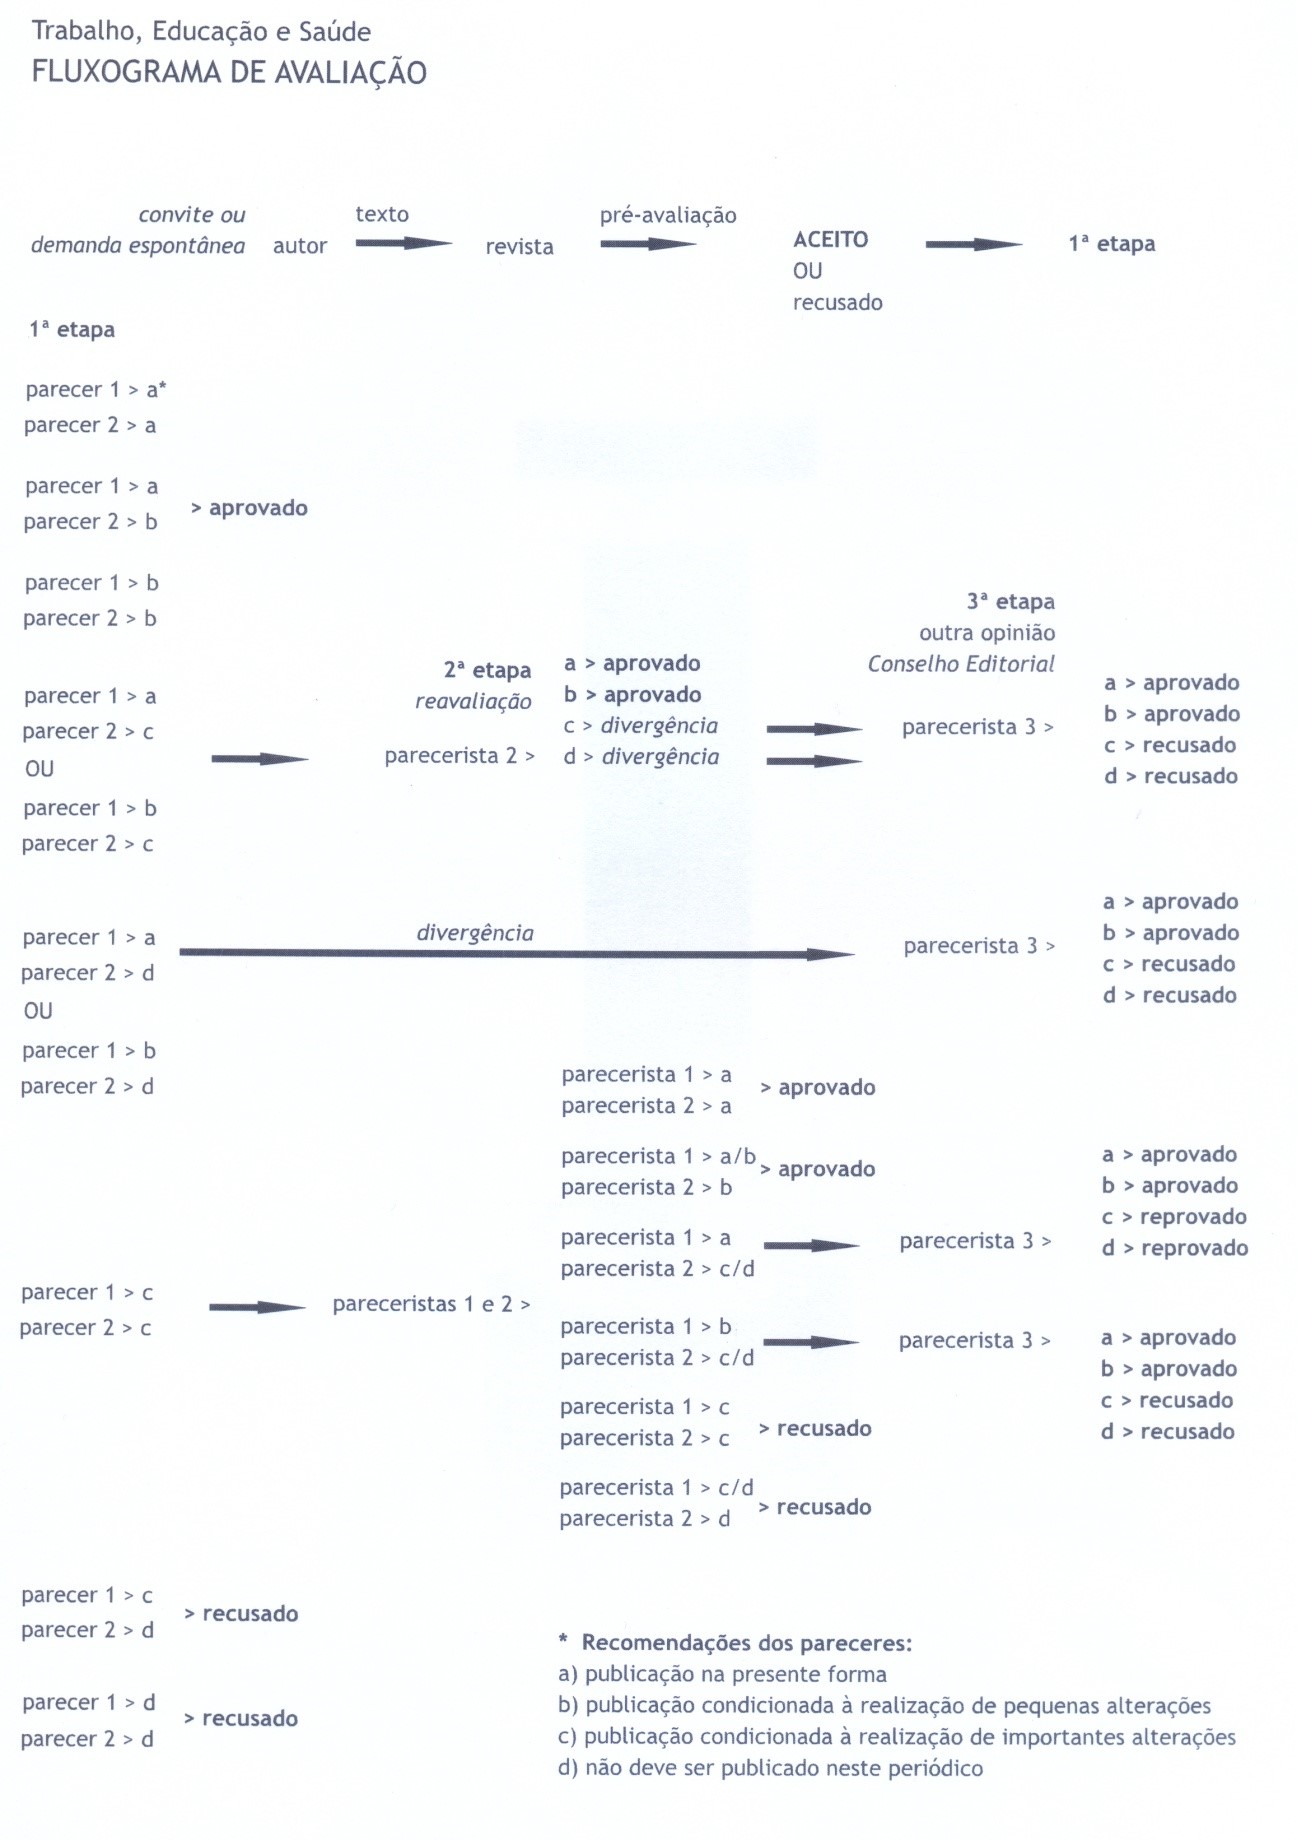 Trabalho, Educação e Saúde
FLUXOGRAMA DE AVALIAÇÃO
convite ou
demanda espontânea autor
texto
revista
pré-avaliação
ACEITO
OU
recusado
1ª etapa
1ª etapa
parecer 1 > a*
parecer 2 > a
parecer 1 > a
parecer 2 > b
> aprovado
parecer 1 > b
parecer 2 > b
parecer 1 > a
parecer 2 > c
OU
parecer 1 > b
parecer 2 > c
2ª etapa
reavaliação
parecerista 2 >
a > aprovado
b > aprovado
c > divergência
d > divergência
3ª etapa
outra opinião
Conselho Editorial
parecerista 3 >
a > aprovado
b > aprovado
c > recusado
d > recusado
parecer 1 > a
parecer 2 > d
OU
parecer 1 > b
parecer 2 > d
divergência
parecerista 3 >
a > aprovado
b > aprovado
c > recusado
d > recusado
parecer 1 > c
parecer 2 > c
pareceristas 1 e 2 >
parecerista 1 > a
parecerista 2 > a
> aprovado
parecerista 1 > a/b
parecerista 2 > b
> aprovado
parecerista 1 > a
parecerista 2 > c/d
parecerista 3 >
a > aprovado
b > aprovado
c > reprovado
d > reprovado
parecerista 1 > b
parecerista 2 > c/d
parecerista 3 >
a > aprovado
b > aprovado
c > recusado
d > recusado
parecerista 1 > c
parecerista 2 > c
> recusado
parecerista 1 > c/d
parecerista 2 > d
> recusado
parecer 1 > c
parecer 2 > d
> recusado
parecer 1 > d
parecer 2 > d
> recusado
* Recomendações dos pareceres:
a) publicação na presente forma
b) publicação condicionada à realização de pequenas alterações
c) publicação condicionada à realização de importantes alterações
d) não deve ser publicado neste periódico